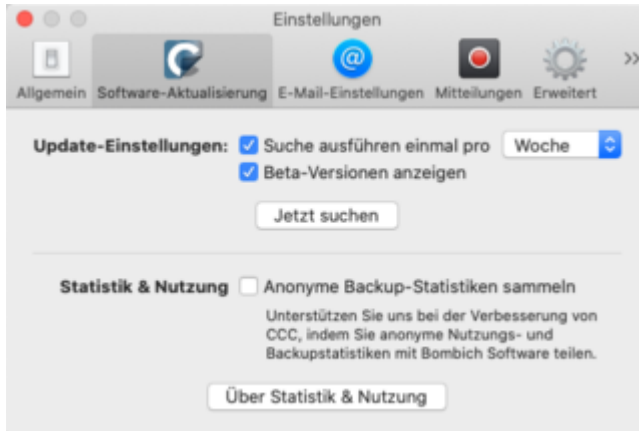 Einstellungen
Allgemein Software-Aktualisierung E-Mail-Einstellungen Mitteilungen Erweitert
Update-Einstellungen: Suche ausführen einmal pro Woche
Beta-Versionen anzeigen
Jetzt suchen
Statistik & Nutzung Anonyme Backup-Statistiken sammeln
Unterstützen Sie uns bei der Verbesserung von
CCC, indem Sie anonyme Nutzungs- und
Backupstatistiken mit Bombich Software teilen.
Über Statistik & Nutzung